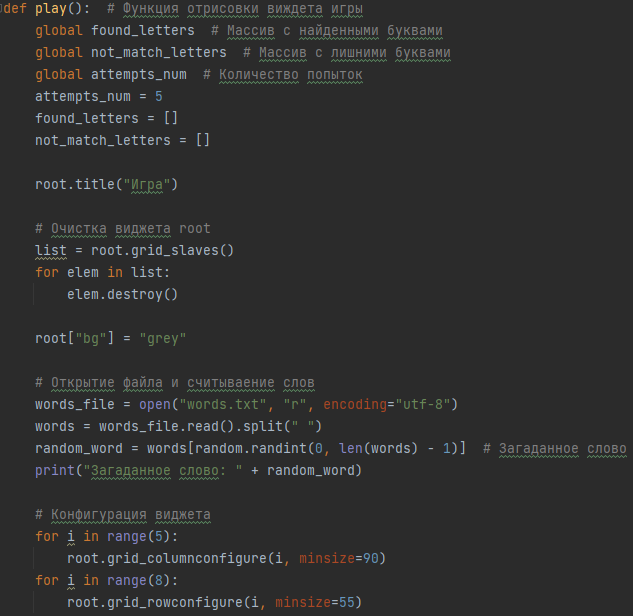 def play():  # Функция отрисовки виждета игры
    global found_letters  # Массив с найденными буквами
    global not_match_letters  # Массив с лишними буквами
    global attempts_num  # Количество попыток
    attempts_num = 5
    found_letters = []
    not_match_letters = []

    root.title("Игра")

    # Очистка виджета root
    list = root.grid_slaves()
    for elem in list:
        elem.destroy()

    root["bg"] = "grey"

    # Открытие файла и считываение слов
    words_file = open("words.txt", "r", encoding="utf-8")
    words = words_file.read().split(" ")
    random_word = words[random.randint(0, len(words) - 1)]  # Загаданное слово
    print("Загаданное слово: " + random_word)

    # Конфигурация виджета
    for i in range(5):
        root.grid_columnconfigure(i, minsize=90)
    for i in range(8):
        root.grid_rowconfigure(i, minsize=55)